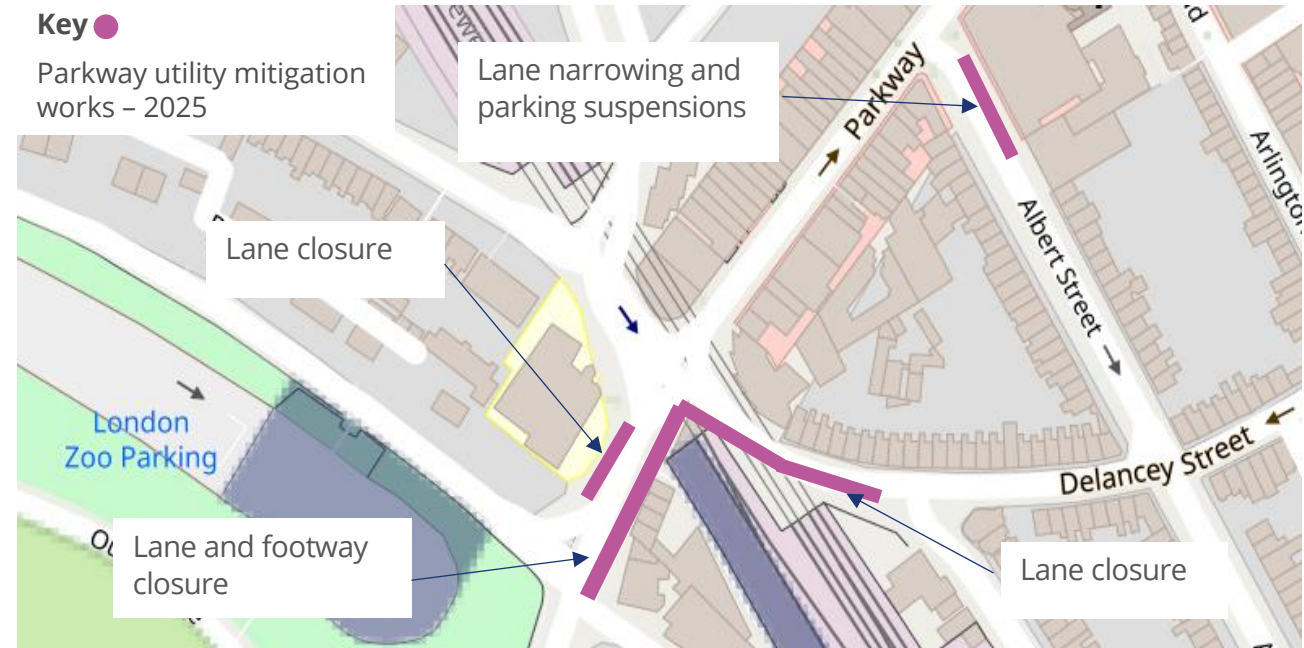 Key
Parkway utility mitigation
works – 2025
Lane narrowing and
parking suspensions
Parkway
Lane closure
Albert Street
Arlington
London
Zoo Parking
Delancey Street
Lane and footway
closure
Lane closure